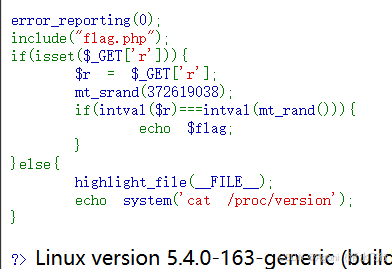 error_reporting(0);
include("flag.php");
if(isset($_GET['r'])){
$r = $_GET['r'];
mt_srand(372619038);
if(intval($r)===intval(mt_rand())){
echo $flag;
}
}else{
highlight_file(__FILE__);
echo system('cat /proc/version');
}
?> Linux version 5.4.0-163-generic (build